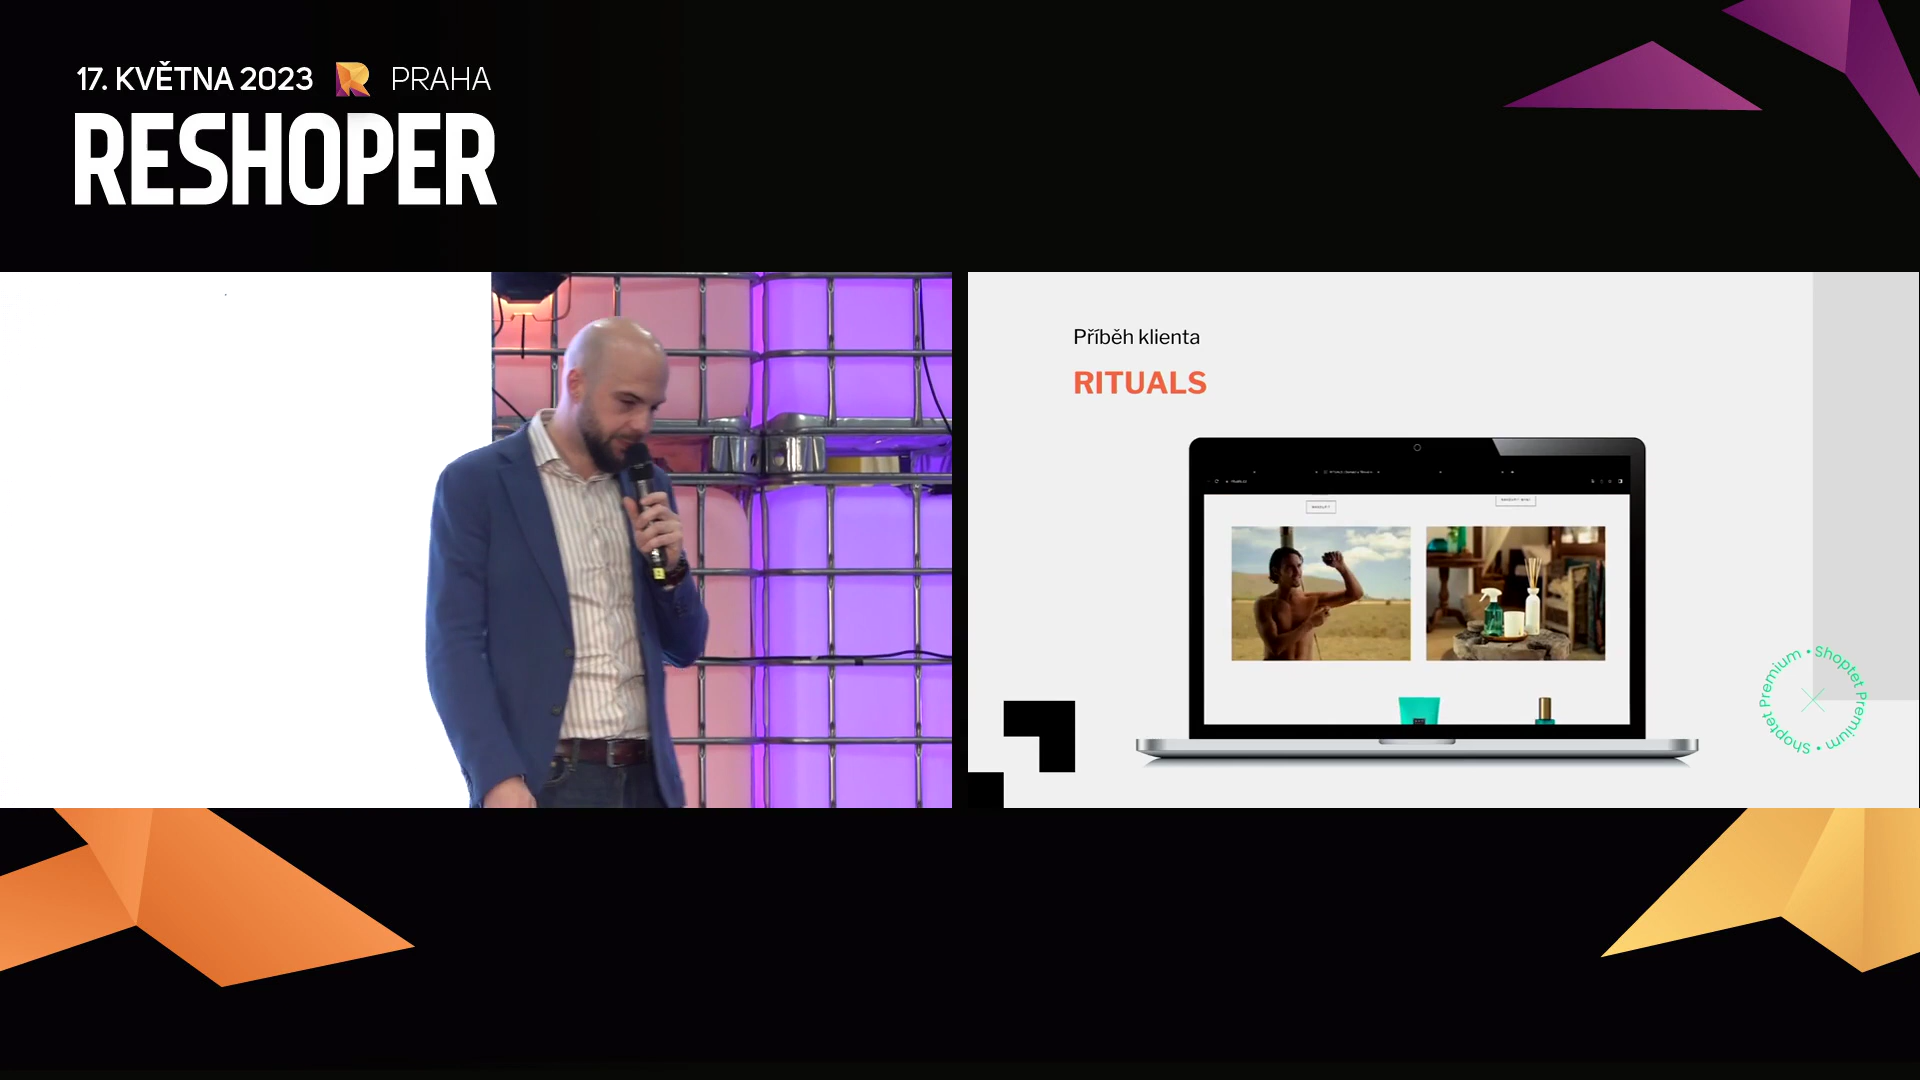 17. KVĚTNA 2023 PRAHA
RESHOPER
Příběh klienta
RITUALS
Shoptet Premium • Shoptet Premium •